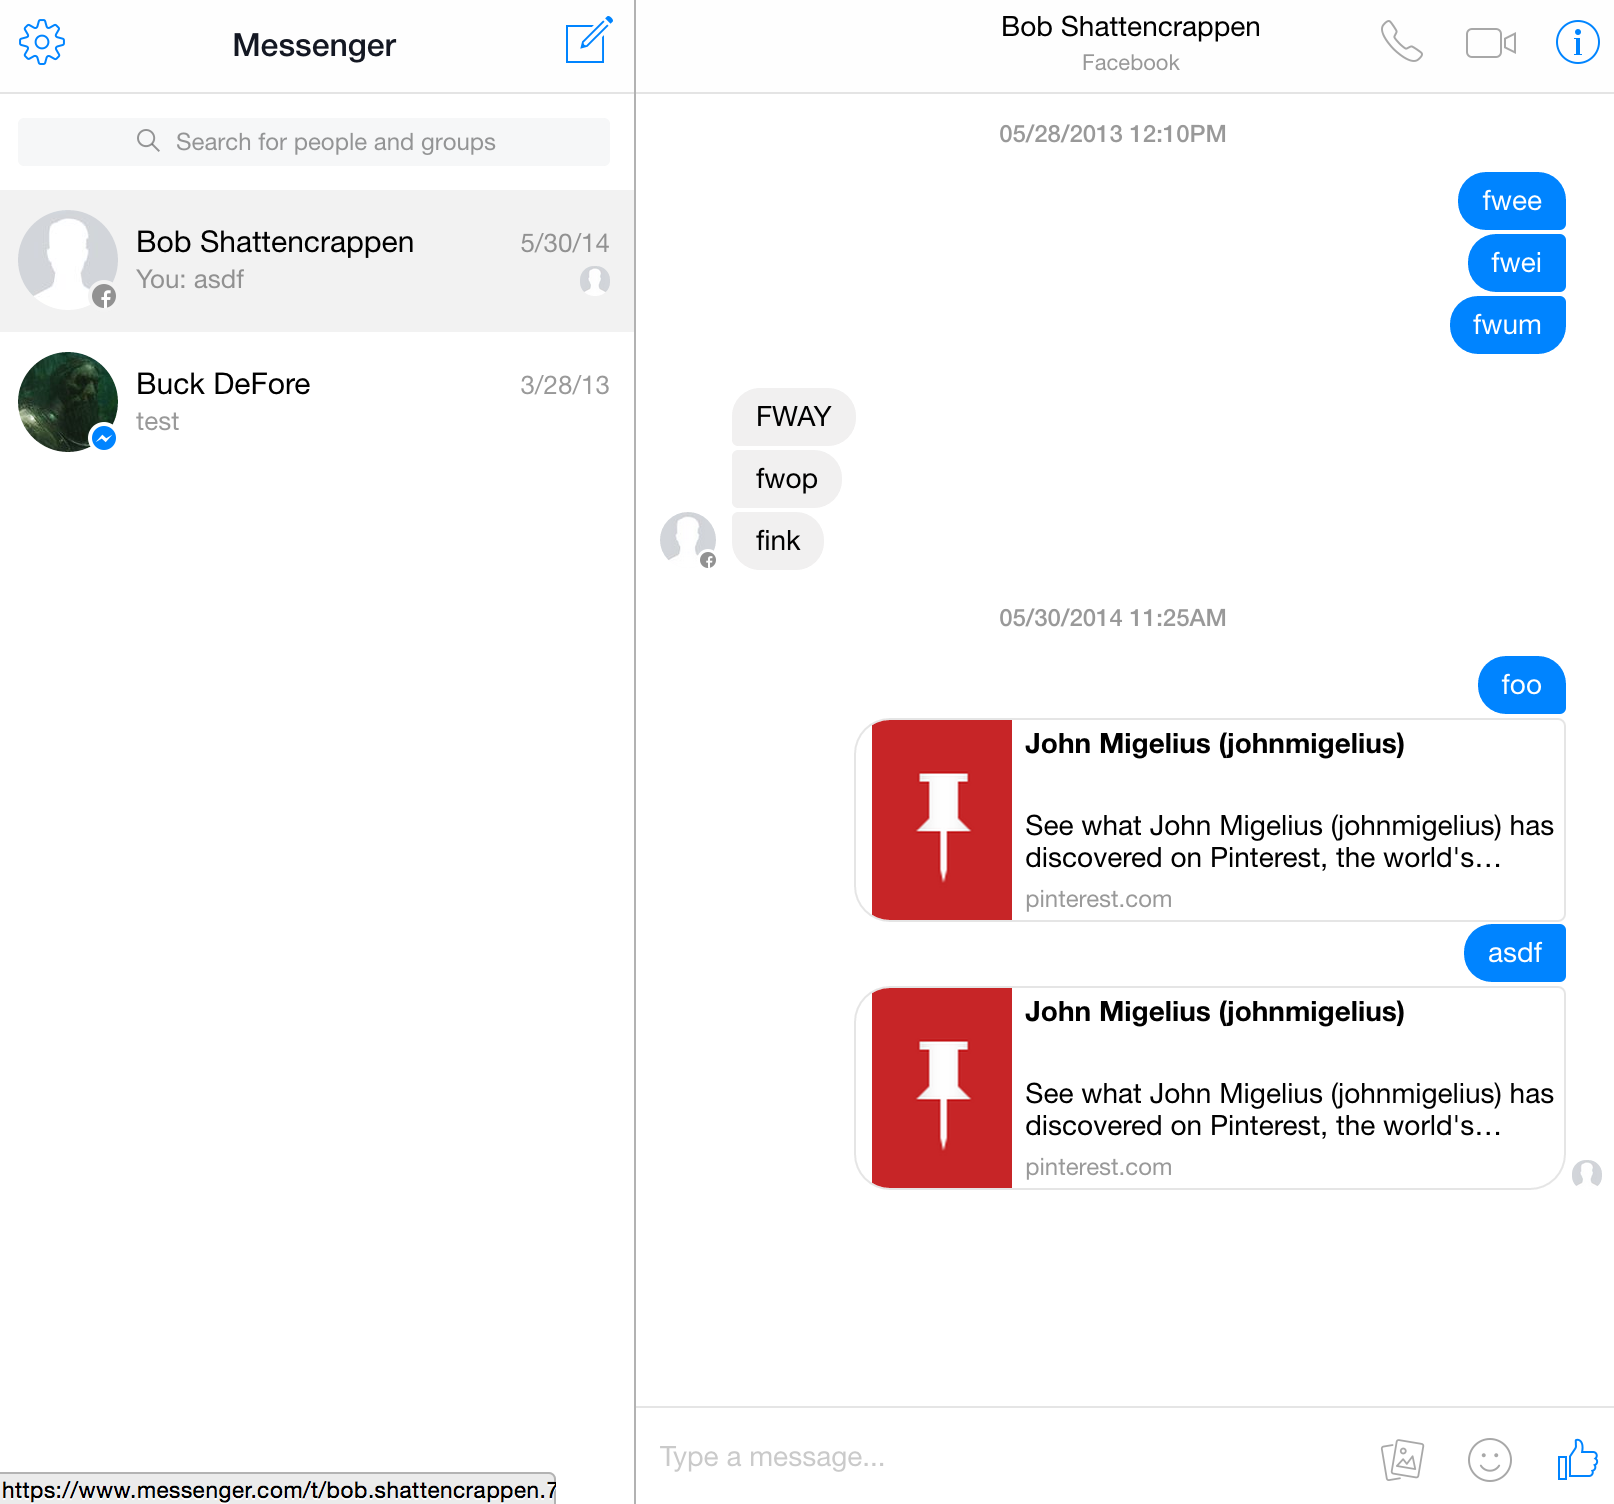 Messenger
Search for people and groups
Bob Shattencrappen 5/30/14
You: asdf
Buck DeFore 3/28/13
test
https://www.messenger.com/t/bob.shattencrappen.7
Bob Shattencrappen
Facebook
05/28/2013 12:10PM
fwee
fwei
fwum
FWAY
fwop
fink
05/30/2014 11:25AM
foo
John Migelius (johnmigelius)
See what John Migelius (johnmigelius) has
discovered on Pinterest, the world's...
pinterest.com
asdf
John Migelius (johnmigelius)
See what John Migelius (johnmigelius) has
discovered on Pinterest, the world's...
pinterest.com
Type a message...